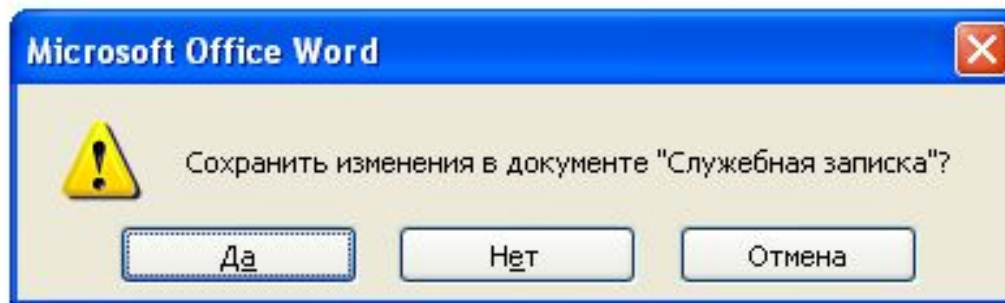 Microsoft Office Word
Сохранить изменения в документе "Служебная записка"?
Да Нет Отмена